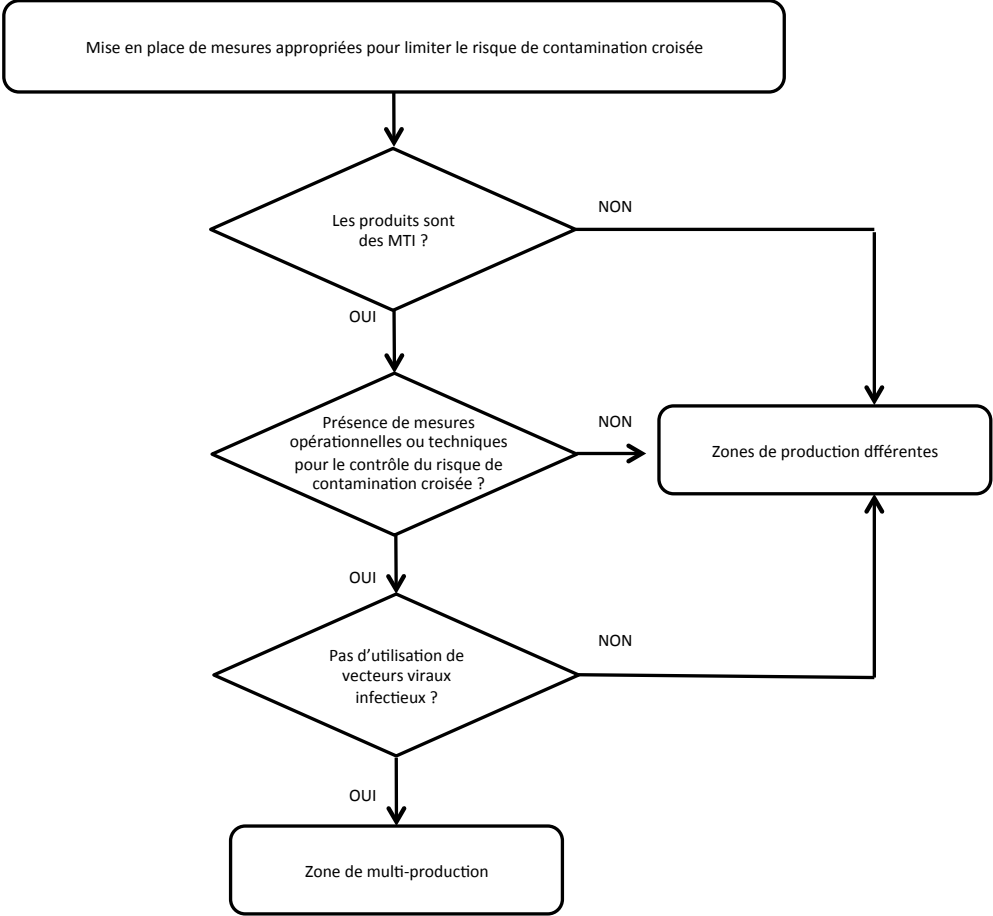 Mise en place de mesures appropriées pour limiter le risque de contamination croisée
Les produits sont
des MTI ?
NON
OUI
Présence de mesures
opérationnelles ou techniques
pour le contrôle du risque de
contamination croisée ?
NON
Zones de production dfférentes
OUI
Pas d’utilisation de
vecteurs viraux
infectieux ?
NON
OUI
Zone de multi-production